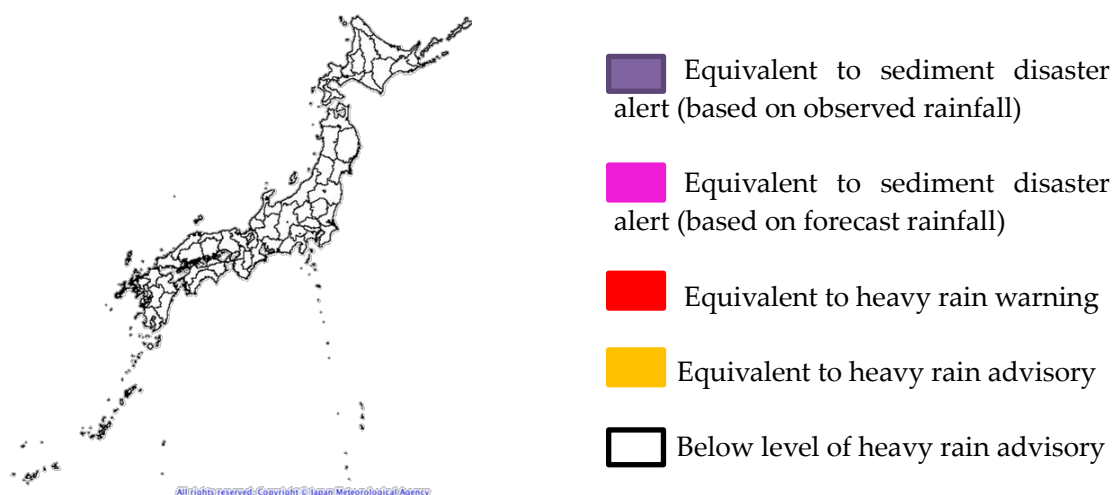 Equivalent to sediment disaster
alert (based on observed rainfall)
Equivalent to sediment disaster
alert (based on forecast rainfall)
Equivalent to heavy rain warning
Equivalent to heavy rain advisory
Below level of heavy rain advisory
All rights reserved. Copyright © Japan Meteorological Agency